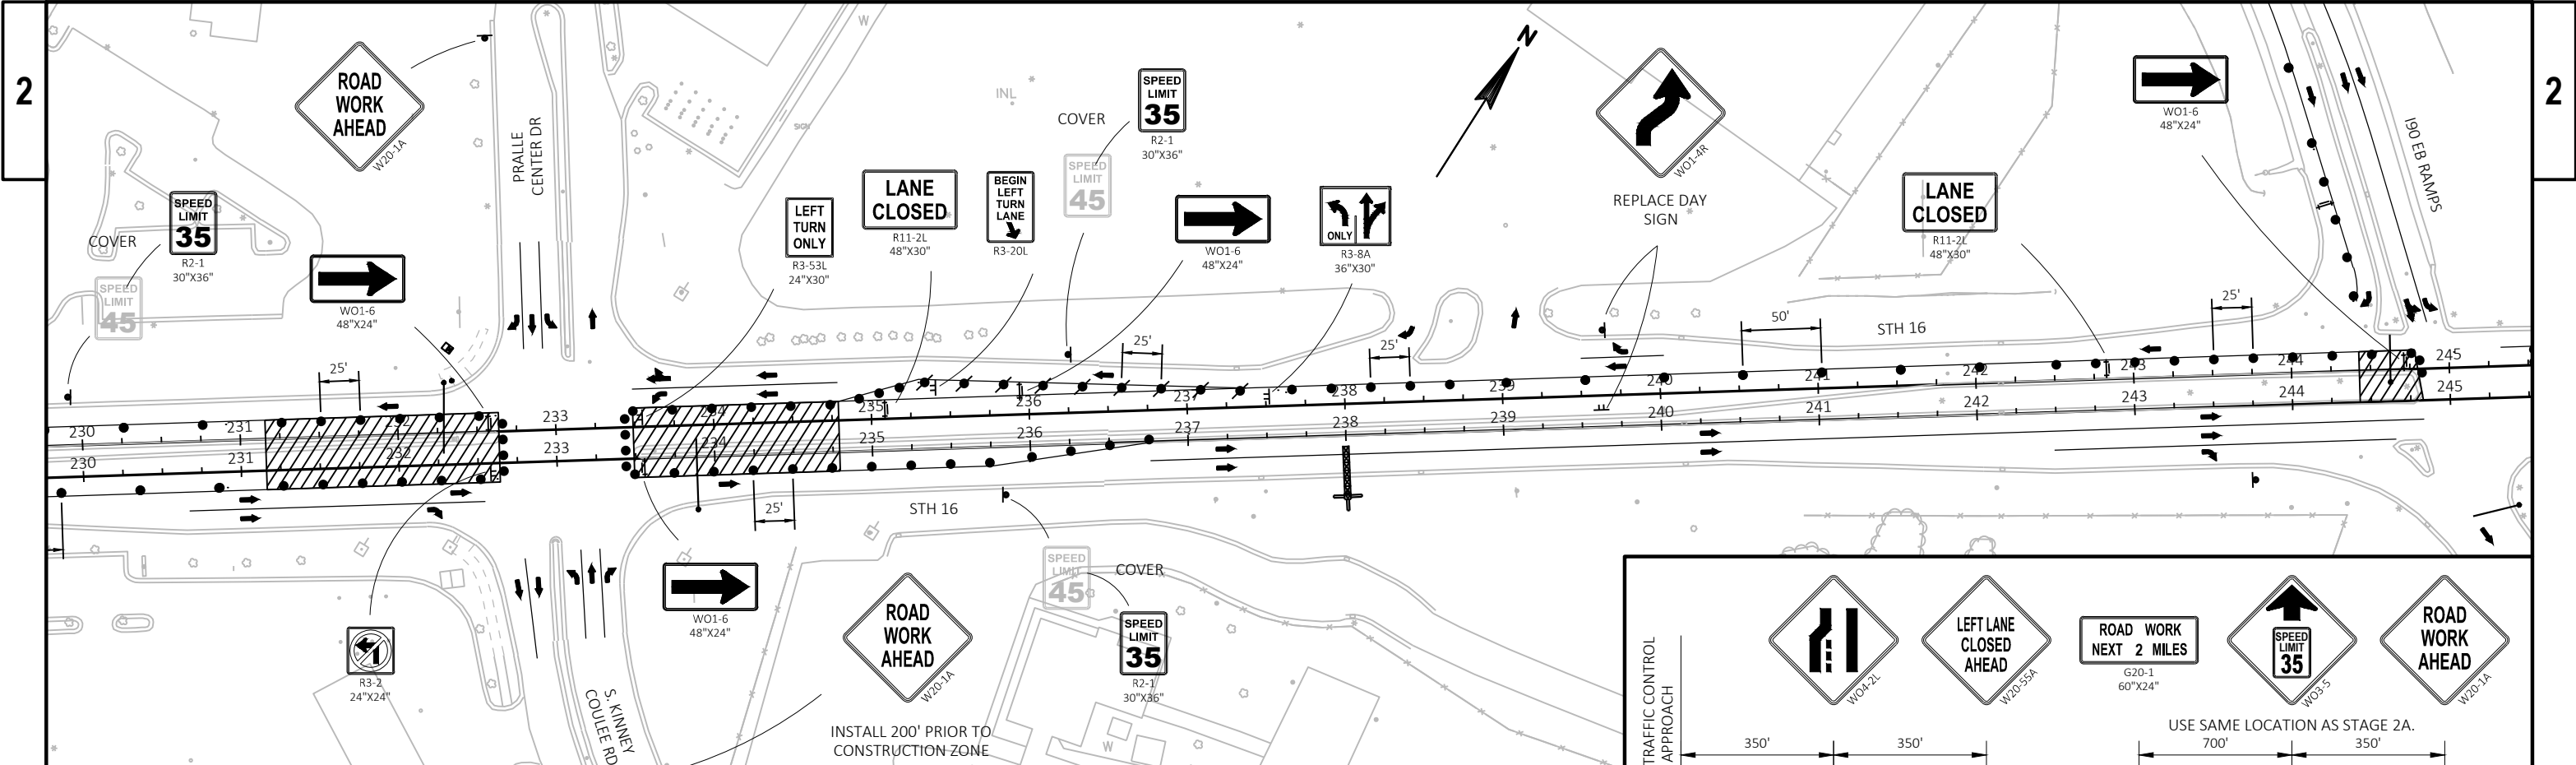 2
ROAD
WORK
AHEAD
W20-1A
PRALLE
CENTER DR
W
SIGN
INL
COVER
SPEED
LIMIT
45
SPEED
LIMIT
35
R2-1
30"X36"
N
WO1-4R
REPLACE DAY
SIGN
WO1-6
48"X24"
I90 EB RAMPS
2
COVER
SPEED
LIMIT
45
SPEED
LIMIT
35
R2-1
30"X36"
WO1-6
48"X24"
LEFT
TURN
ONLY
R3-53L
24"X30"
LANE
CLOSED
R11-2L
48"X30"
BEGIN
LEFT
TURN
LANE
R3-20L
WO1-6
48"X24"
ONLY
R3-8A
36"X30"
LANE
CLOSED
R11-2L
48"X30"
25'
25'
25'
50'
STH 16
25'
230
231
232
233
234
235
236
237
238
239
240
241
242
243
244
245
230
231
232
233
234
235
236
237
238
239
240
241
242
243
244
245
25'
STH 16
R3-2
24"X24"
S. KINNEY
COULEE RD
WO1-6
48"X24"
ROAD
WORK
AHEAD
W20-1A
INSTALL 200' PRIOR TO
CONSTRUCTION ZONE
SPEED
LIMIT
45
COVER
SPEED
LIMIT
35
R2-1
30"X36"
W
TRAFFIC CONTROL
APPROACH
WO4-2L
LEFT LANE
CLOSED
AHEAD
W20-55A
ROAD WORK
NEXT 2 MILES
G20-1
60"X24"
SPEED
LIMIT
35
WO3-5
ROAD
WORK
AHEAD
W20-1A
USE SAME LOCATION AS STAGE 2A.
350'
350'
700'
350'